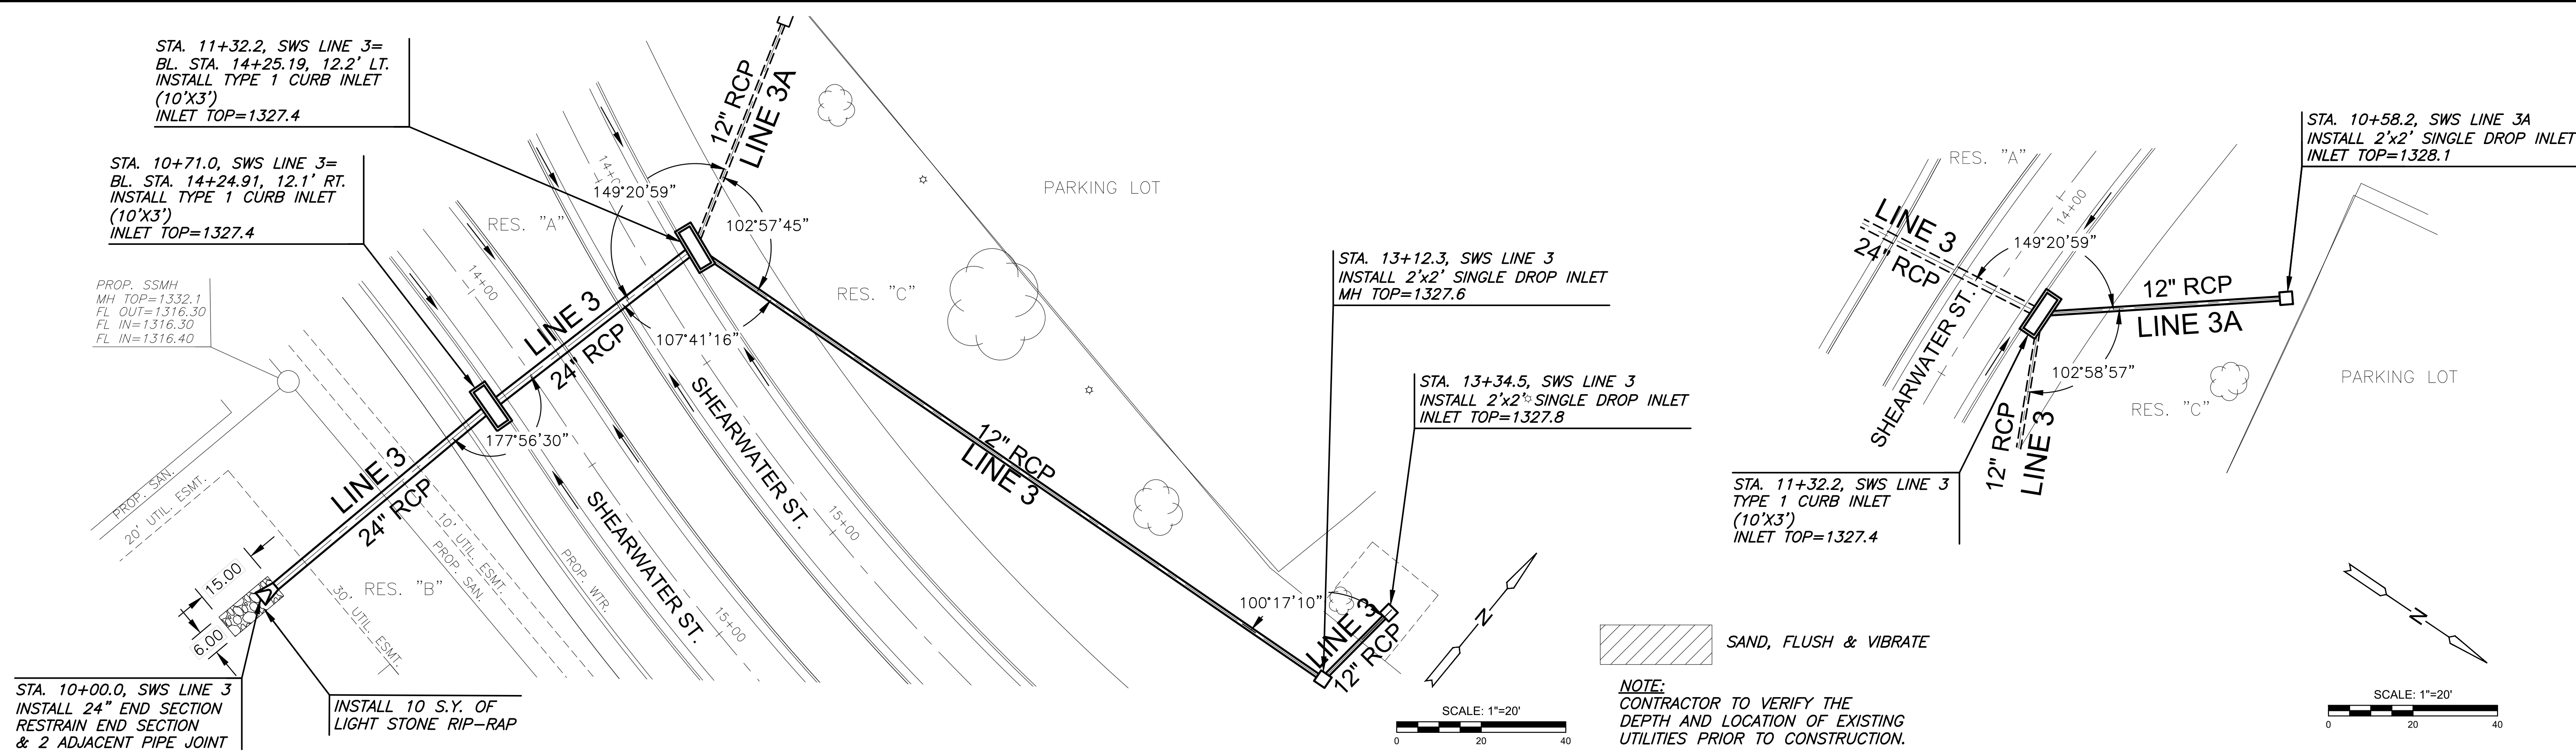 STA. 11+32.2, SWS LINE 3=
BL. STA. 14+25.19, 12.2' LT.
INSTALL TYPE 1 CURB INLET
(10'X3')
INLET TOP=1327.4
STA. 10+71.0, SWS LINE 3=
BL. STA. 14+24.91, 12.1' RT.
INSTALL TYPE 1 CURB INLET
(10'X3')
INLET TOP=1327.4
PROP. SSMH
MH TOP=1332.1
FL OUT=1316.30
FL IN=1316.30
FL IN=1316.40
12" RCP
LINE 3A
14+00
149°20'59"
102°57'45"
RES. "A"
14+00
PARKING LOT
RES. "C"
LINE 3
24" RCP
107°41'16"
177°56'30"
SHEARWATER ST.
15+00
SHEARWATER ST.
15+00
12" RCP
LINE 3
LINE 3
24" RCP
PROP. SAN.
20' UTIL. ESMT.
10' UTIL. ESMT.
PROP. SAN.
30' UTIL. ESMT.
PROP. WTR.
RES. "B"
15.00
6.00
STA. 10+00.0, SWS LINE 3
INSTALL 24" END SECTION
RESTRAIN END SECTION
& 2 ADJACENT PIPE JOINT
INSTALL 10 S.Y. OF
LIGHT STONE RIP-RAP
STA. 13+12.3, SWS LINE 3
INSTALL 2'x2' SINGLE DROP INLET
MH TOP=1327.6
STA. 13+34.5, SWS LINE 3
INSTALL 2'x2' SINGLE DROP INLET
INLET TOP=1327.8
100°17'10"
LINE 3
12" RCP
N
SCALE: 1"=20'
0 20 40
SAND, FLUSH & VIBRATE
NOTE:
CONTRACTOR TO VERIFY THE
DEPTH AND LOCATION OF EXISTING
UTILITIES PRIOR TO CONSTRUCTION.
STA. 10+58.2, SWS LINE 3A
INSTALL 2'x2' SINGLE DROP INLET
INLET TOP=1328.1
RES. "A"
LINE 3
24" RCP
14+00
149°20'59"
12" RCP
LINE 3A
SHEARWATER ST.
102°58'57"
RES. "C"
PARKING LOT
12" RCP
LINE 3
STA. 11+32.2, SWS LINE 3
TYPE 1 CURB INLET
(10'X3')
INLET TOP=1327.4
N
SCALE: 1"=20'
0 20 40